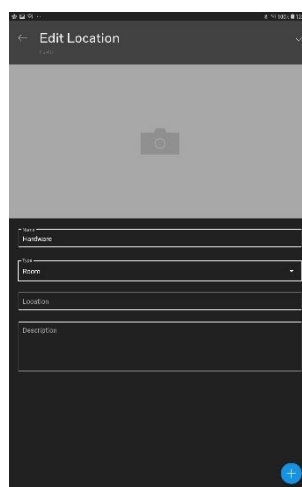 Edit Location
Name
Hardware
Type
Room
Location
Description